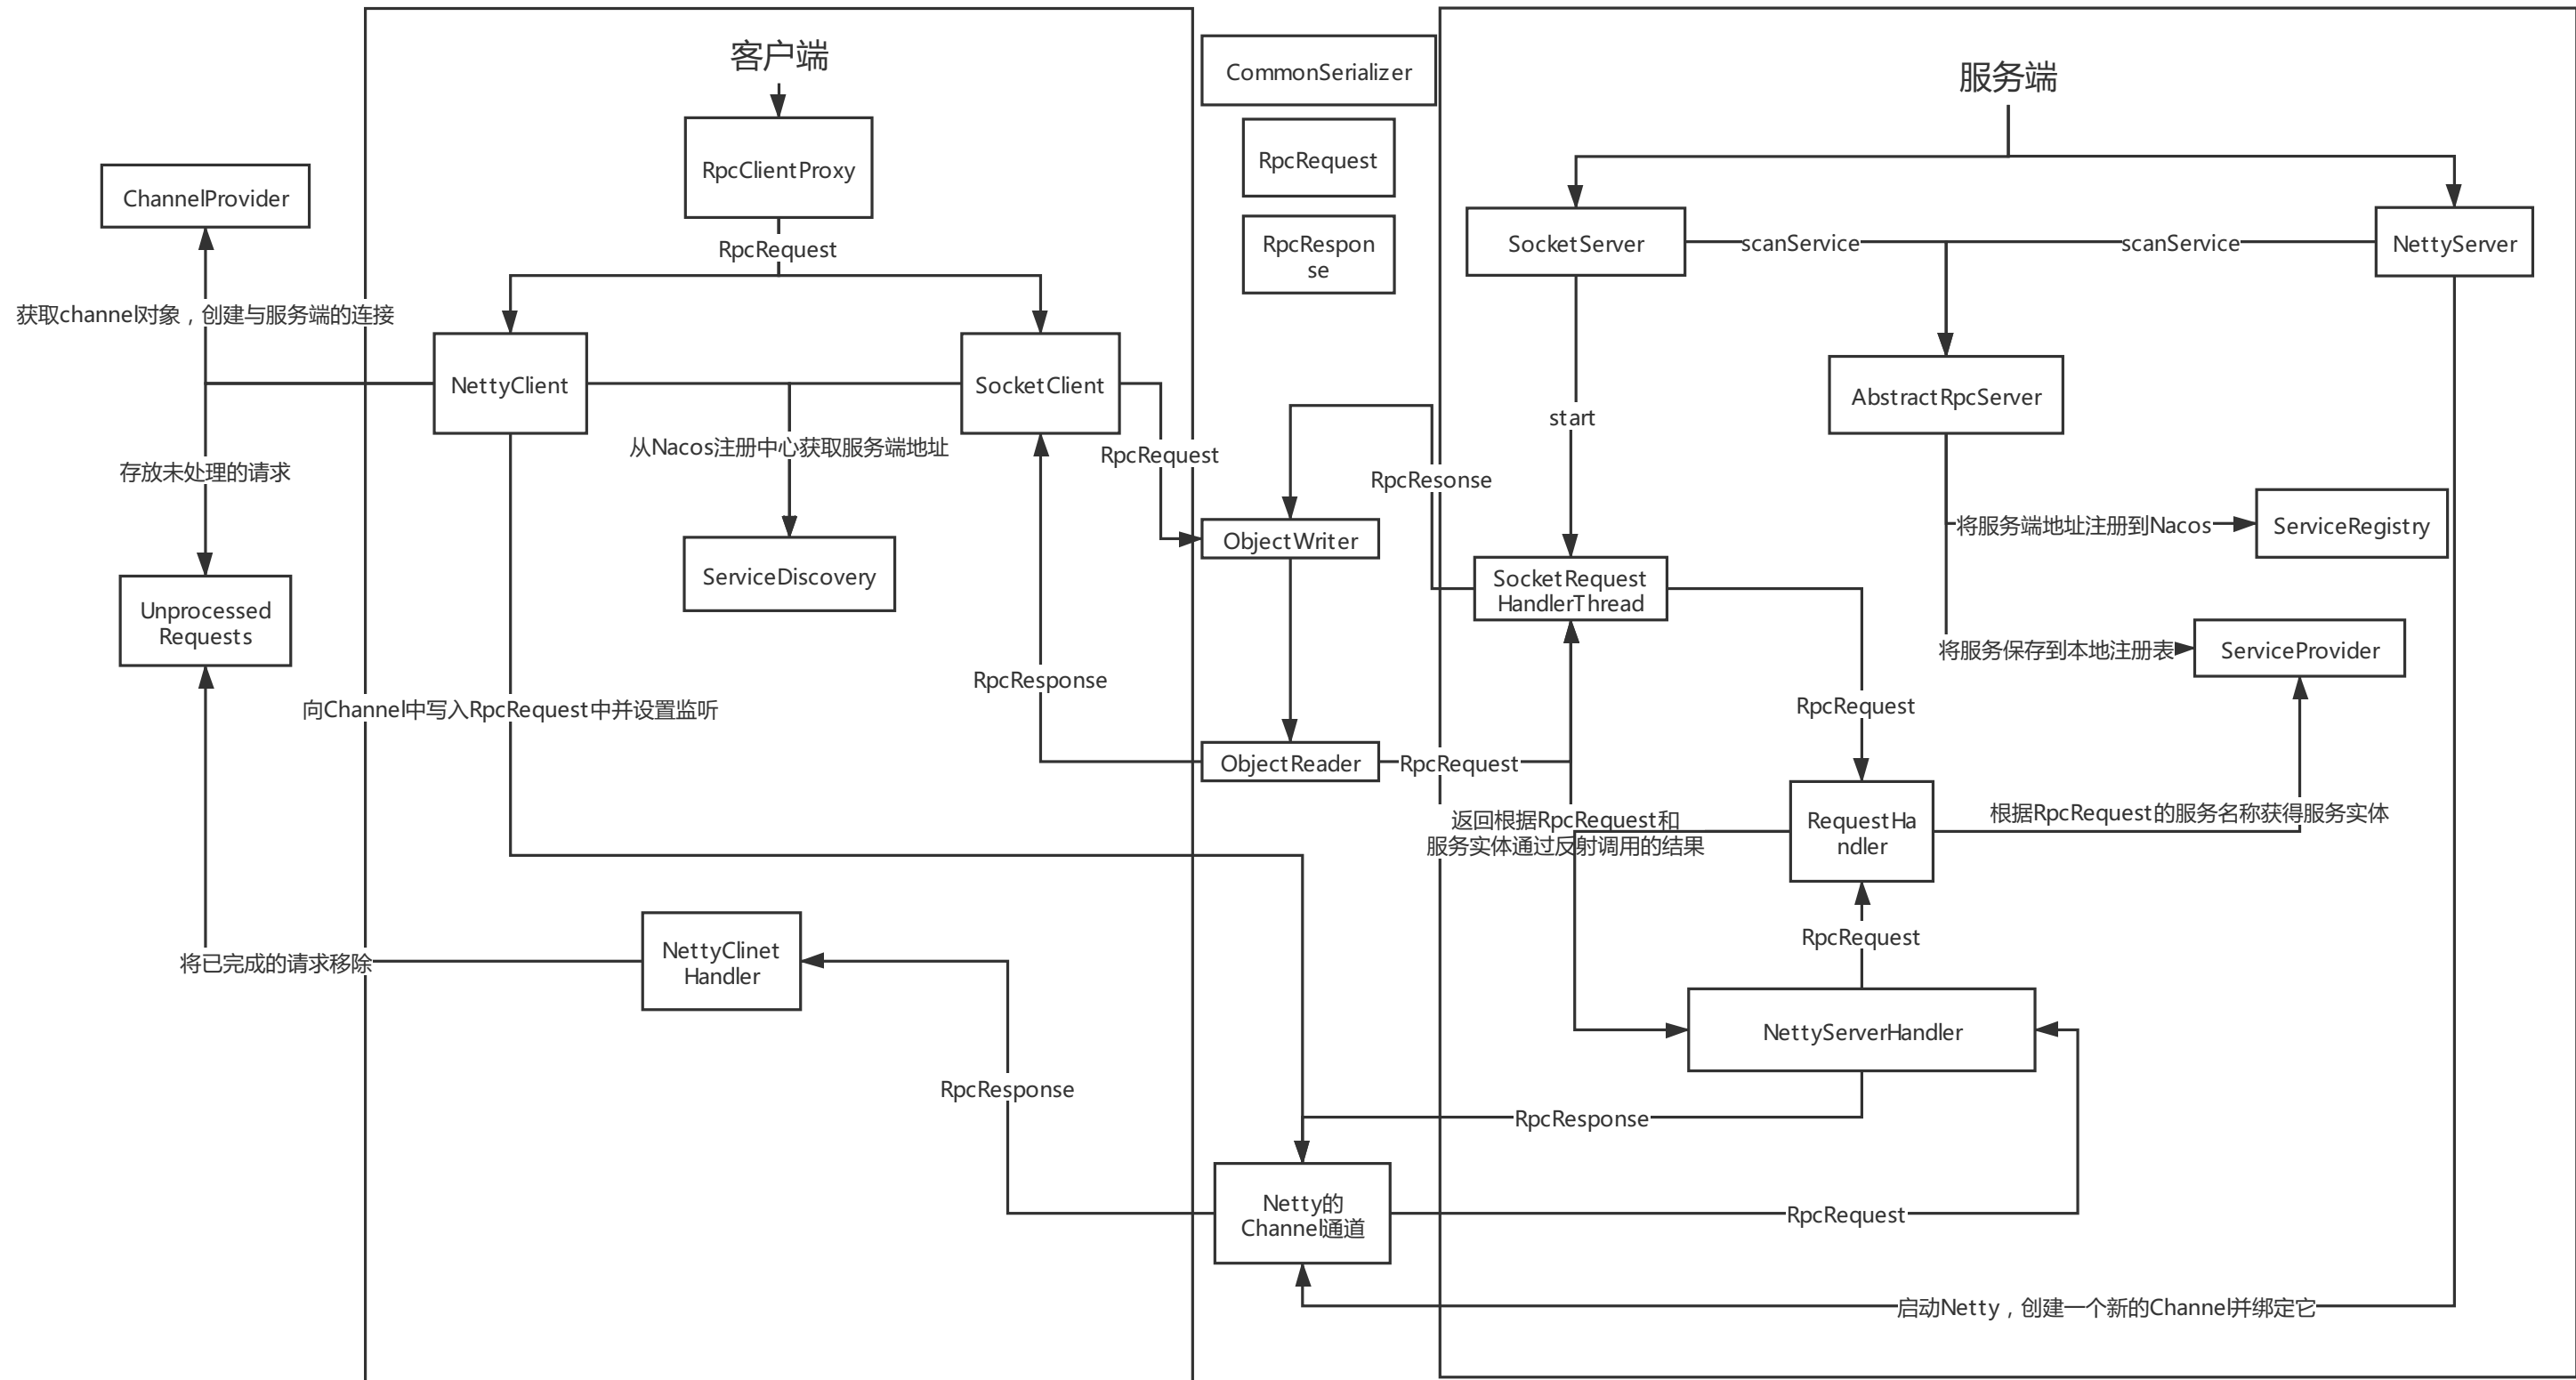 客户端
服务端
CommonSerializer
RpcClientProxy
RpcRequest
ChannelProvider
RpcRespon
se
SocketServer
scanService
scanService
NettyServer
RpcRequest
获取channel对象，创建与服务端的连接
NettyClient
SocketClient
AbstractRpcServer
start
从Nacos注册中心获取服务端地址
RpcRequest
存放未处理的请求
RpcResonse
ObjectWriter
将服务端地址注册到Nacos
ServiceRegistry
ServiceDiscovery
SocketRequest
HandlerThread
Unprocessed
Requests
将服务保存到本地注册表
ServiceProvider
RpcResponse
向Channel中写入RpcRequest中并设置监听
RpcRequest
ObjectReader
RpcRequest
返回根据RpcRequest和
服务实体通过反射调用的结果
RequestHa
ndler
根据RpcRequest的服务名称获得服务实体
RpcRequest
NettyClinet
Handler
将已完成的请求移除
NettyServerHandler
RpcResponse
RpcResponse
Netty的
Channel通道
RpcRequest
启动Netty，创建一个新的Channel并绑定它